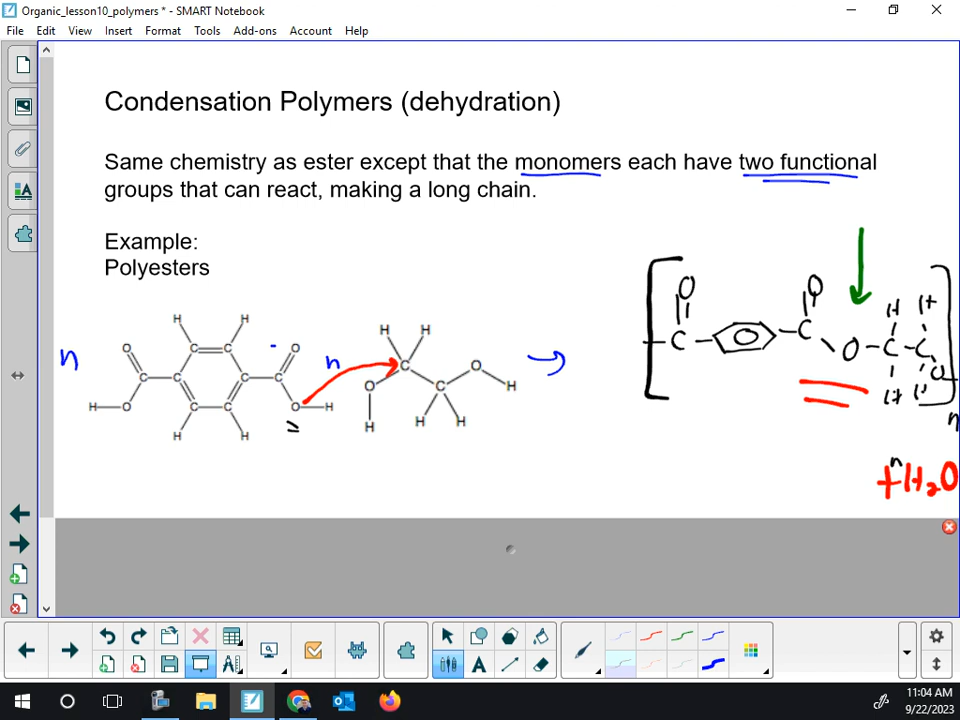 Organic_lesson10_polymers * - SMART Notebook
File Edit View Insert Format Tools Add-ons Account Help
Condensation Polymers (dehydration)
Same chemistry as ester except that the monomers each have two functional
groups that can react, making a long chain.
Example:
Polyesters
H H H H
O O n O
n C C C O H
C C C C
C C O H
H O O H H H H
H H
O O
C C O C C O
H H
H H
n
+ n H₂O
A
11:04 AM
9/22/2023